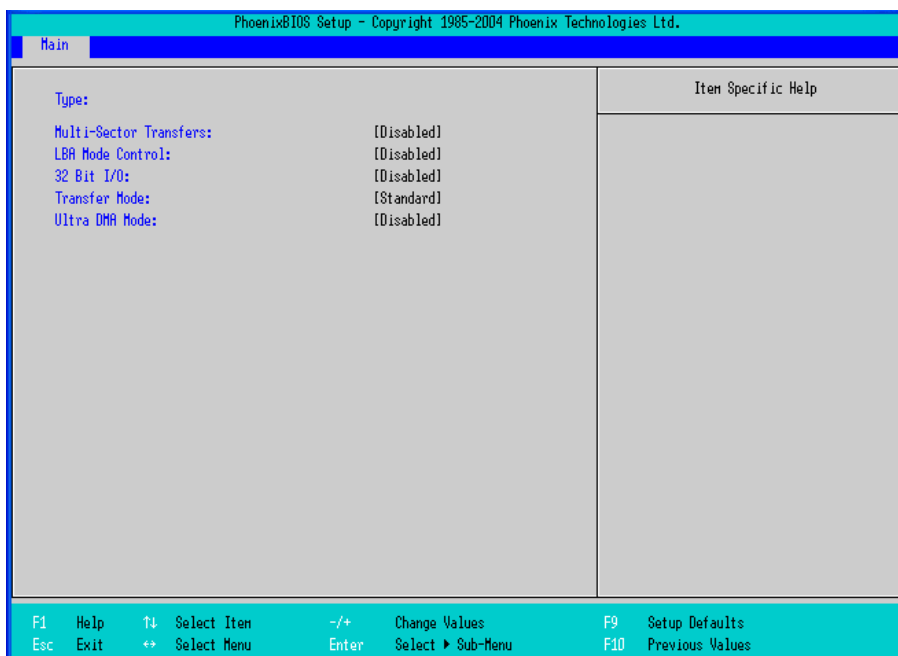 PhoenixBIOS Setup - Copyright 1985-2004 Phoenix Technologies Ltd.
Main
Type:
Item Specific Help
Multi-Sector Transfers: [Disabled]
LBA Mode Control: [Disabled]
32 Bit I/O: [Disabled]
Transfer Mode: [Standard]
Ultra DMA Mode: [Disabled]
F1 Help ↑↓ Select Item -/+ Change Values F9 Setup Defaults
Esc Exit ↔ Select Menu Enter Select ▶ Sub-Menu F10 Previous Values